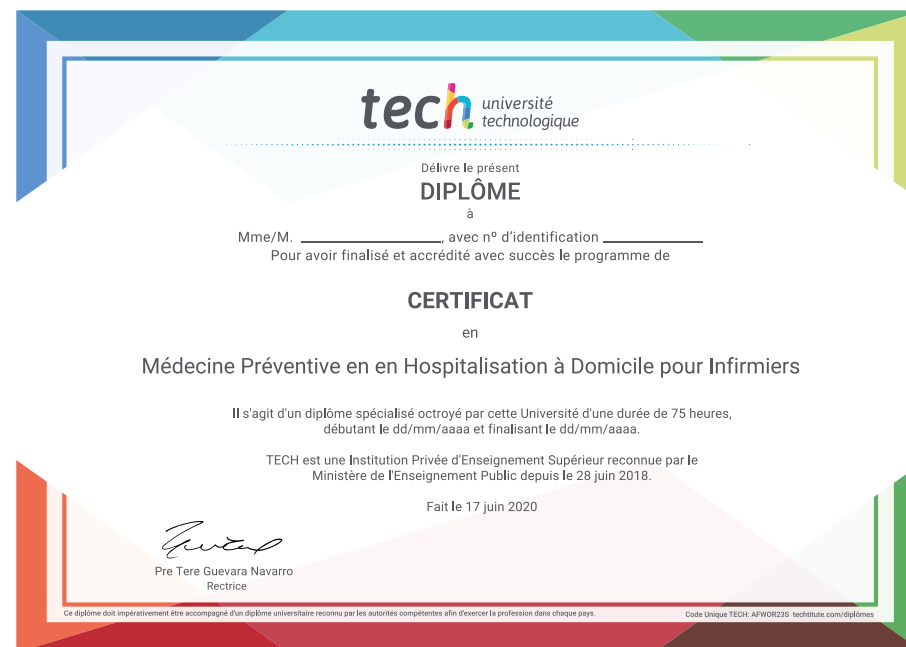 tech université
technologique
Délivre le présent
DIPLÔME
à
Mme/M. ____________________, avec nº d'identification ______________
Pour avoir finalisé et accrédité avec succès le programme de
CERTIFICAT
en
Médecine Préventive en en Hospitalisation à Domicile pour Infirmiers
Il s'agit d'un diplôme spécialisé octroyé par cette Université d'une durée de 75 heures,
débutant le dd/mm/aaaa et finalisant le dd/mm/aaaa.
TECH est une Institution Privée d'Enseignement Supérieur reconnue par le
Ministère de l'Enseignement Public depuis le 28 juin 2018.
Fait le 17 juin 2020
Pre Tere Guevara Navarro
Rectrice
Ce diplôme doit impérativement être accompagné d'un diplôme universitaire reconnu par les autorités compétentes afin d'exercer la profession dans chaque pays.
Code Unique TECH: AFWOR23S techtitute.com/diplômes